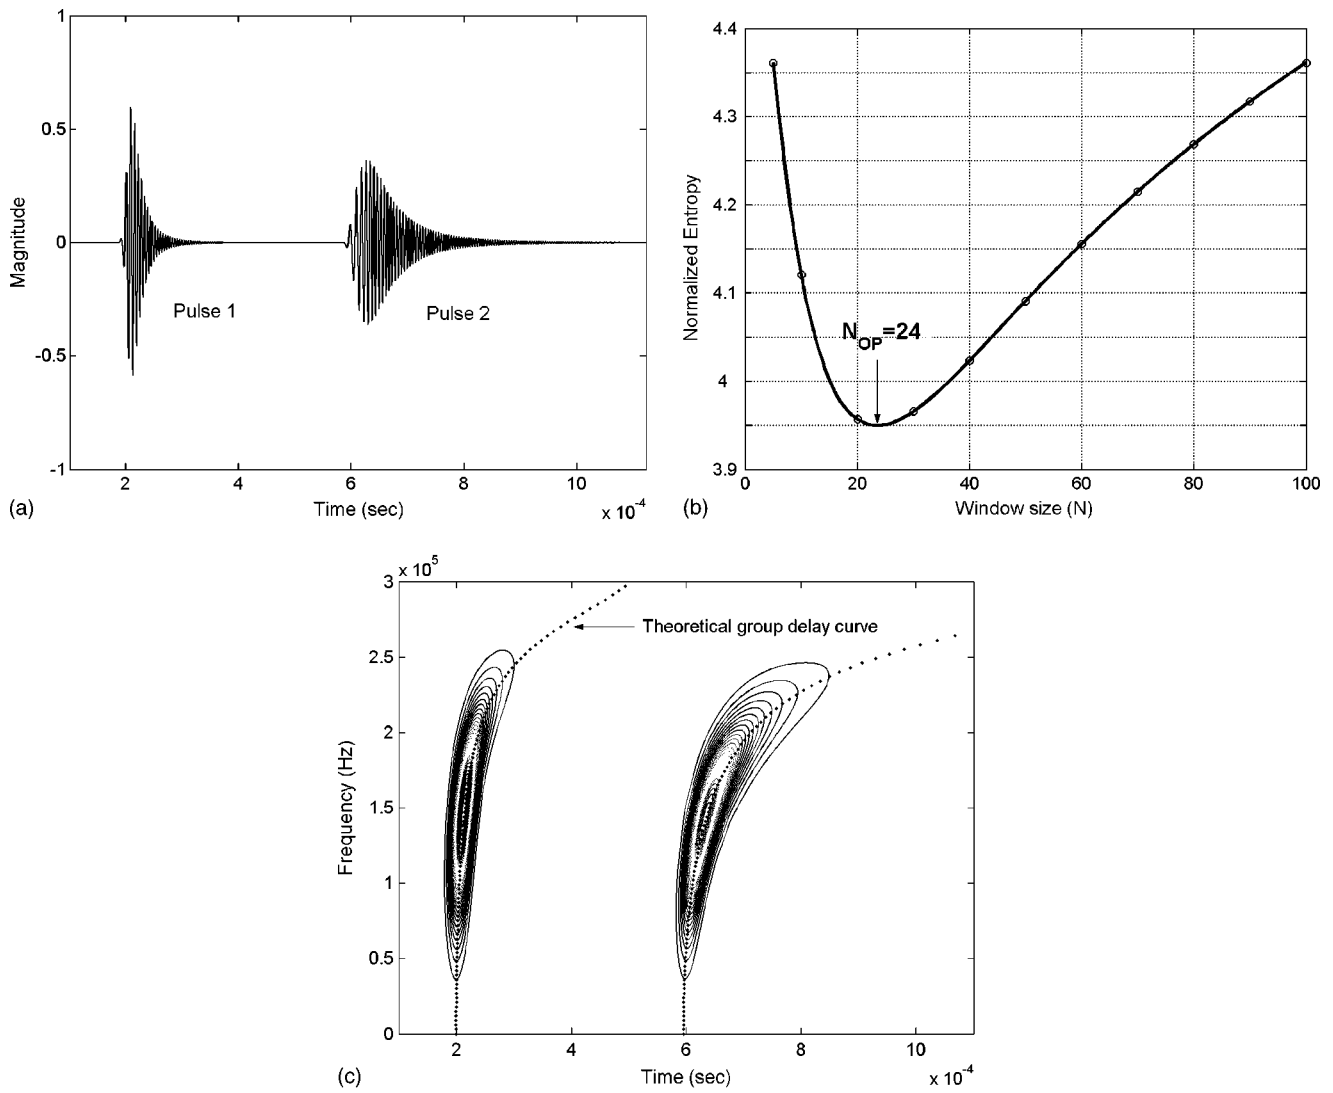 1
0.5
0
-0.5
-1
Magnitude
Pulse 1
Pulse 2
2
4
6
8
10
Time (sec)
x 10-4
(a)
4.4
4.3
4.2
4.1
4
3.9
Normalized Entropy
NOP=24
0
20
40
60
80
100
Window size (N)
(b)
x 105
3
2.5
2
1.5
1
0.5
0
Frequency (Hz)
Theoretical group delay curve
2
4
6
8
10
Time (sec)
x 10-4
(c)